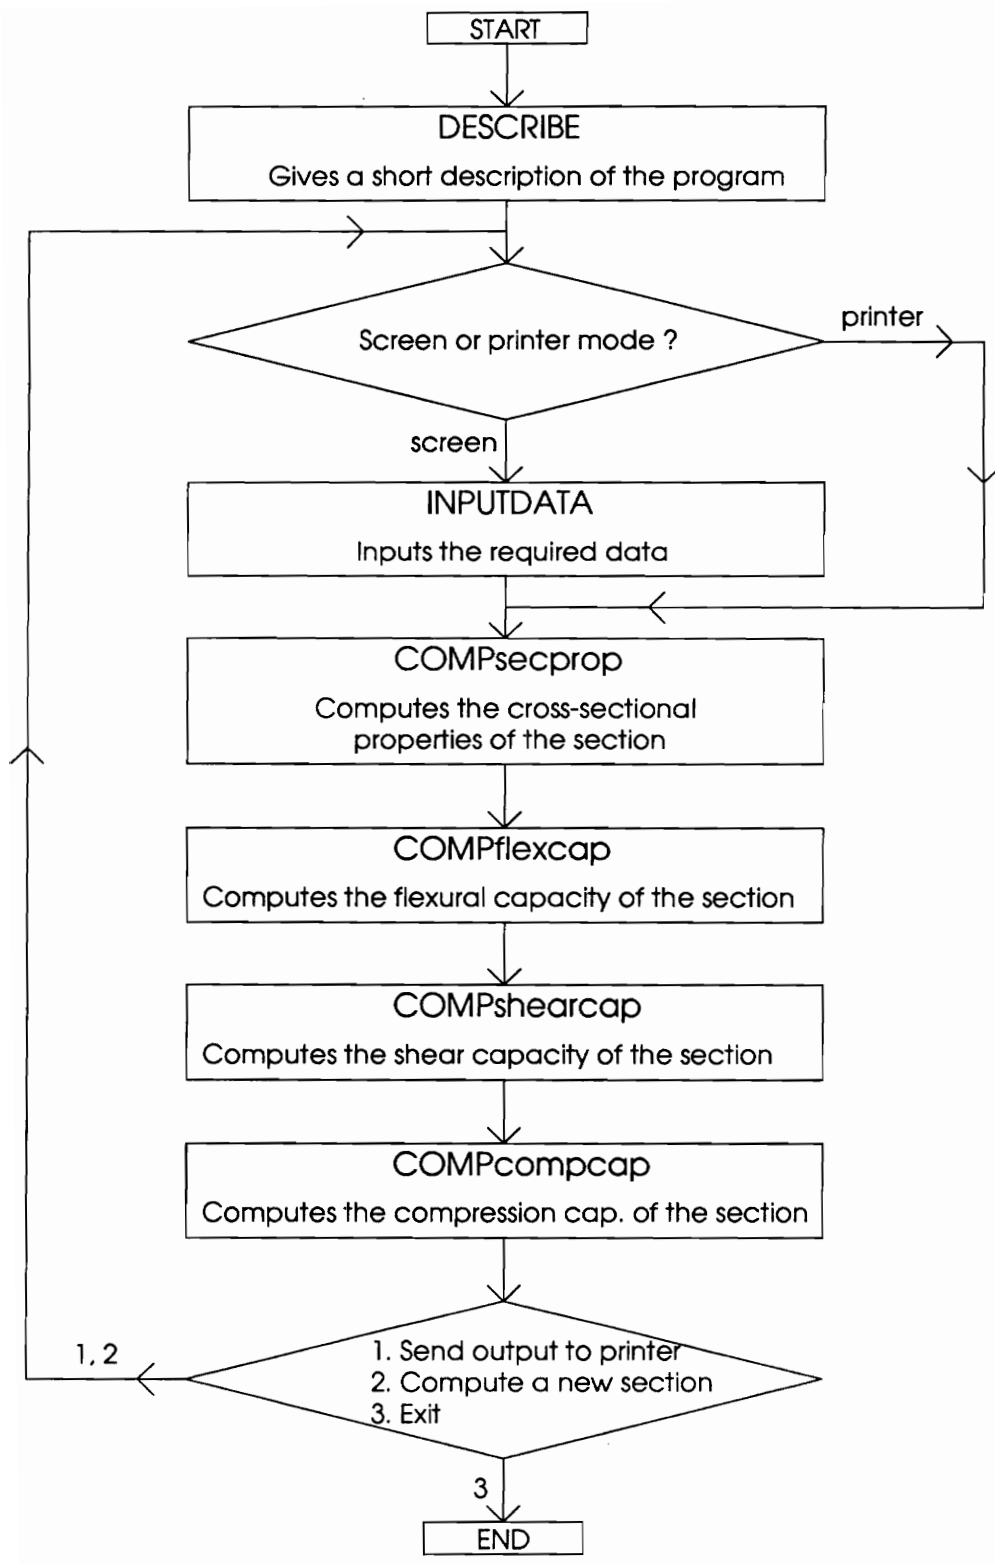 START
DESCRIBE
Gives a short description of the program
Screen or printer mode ?
printer
screen
INPUTDATA
Inputs the required data
COMPsecprop
Computes the cross-sectional
properties of the section
COMPflexcap
Computes the flexural capacity of the section
COMPshearcap
Computes the shear capacity of the section
COMPcompcap
Computes the compression cap. of the section
1, 2
1. Send output to printer
2. Compute a new section
3. Exit
3
END